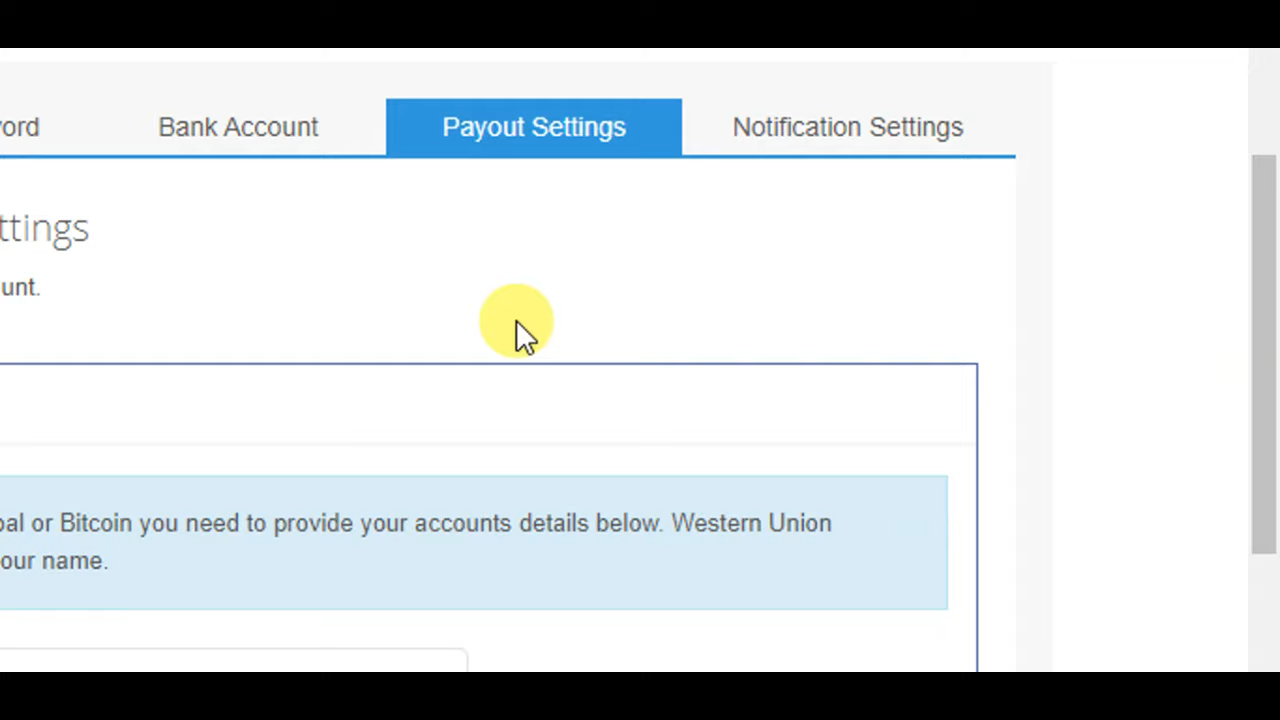 ord Bank Account Payout Settings Notification Settings
ttings
unt.
pal or Bitcoin you need to provide your accounts details below. Western Union
our name.